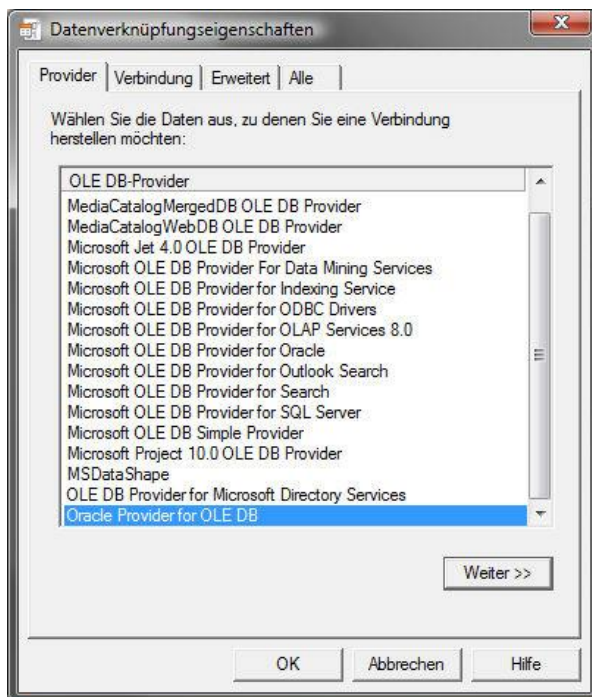 Datenverknüpfungseigenschaften
Provider Verbindung Erweitert Alle
Wählen Sie die Daten aus, zu denen Sie eine Verbindung
herstellen möchten:
OLE DB-Provider
MediaCatalogMergedDB OLE DB Provider
MediaCatalogWebDB OLE DB Provider
Microsoft Jet 4.0 OLE DB Provider
Microsoft OLE DB Provider For Data Mining Services
Microsoft OLE DB Provider for Indexing Service
Microsoft OLE DB Provider for ODBC Drivers
Microsoft OLE DB Provider for OLAP Services 8.0
Microsoft OLE DB Provider for Oracle
Microsoft OLE DB Provider for Outlook Search
Microsoft OLE DB Provider for Search
Microsoft OLE DB Provider for SQL Server
Microsoft OLE DB Simple Provider
Microsoft Project 10.0 OLE DB Provider
MSDataShape
OLE DB Provider for Microsoft Directory Services
Oracle Provider for OLE DB
Weiter >>
OK Abbrechen Hilfe